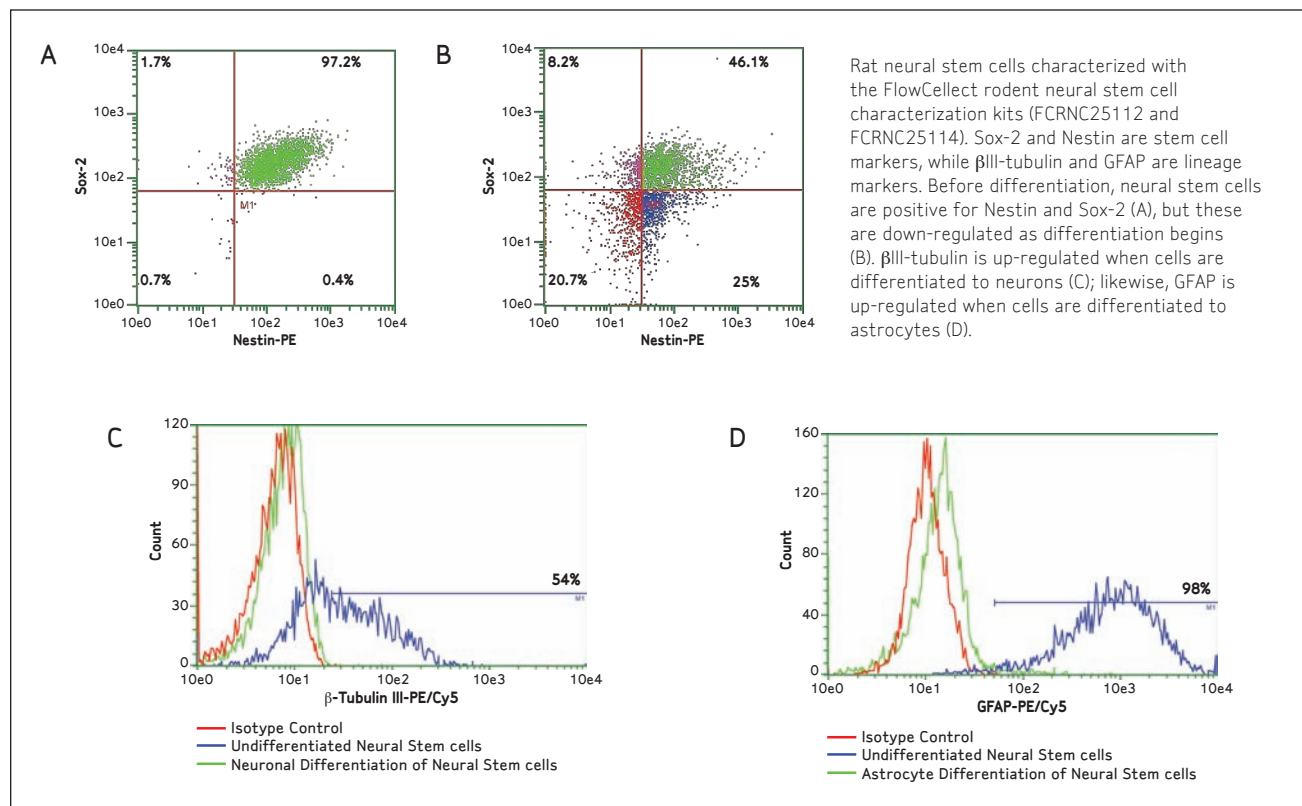 A
10e4
10e3
10e2
10e1
10e0
Sox-2
1.7%
97.2%
M1
0.7%
0.4%
10e0 10e1 10e2 10e3 10e4
Nestin-PE
B
10e4
10e3
10e2
10e1
10e0
Sox-2
8.2%
46.1%
20.7%
25%
10e0 10e1 10e2 10e3 10e4
Nestin-PE
Rat neural stem cells characterized with
the FlowCellect rodent neural stem cell
characterization kits (FCRNC25112 and
FCRNC25114). Sox-2 and Nestin are stem cell
markers, while βIII-tubulin and GFAP are lineage
markers. Before differentiation, neural stem cells
are positive for Nestin and Sox-2 (A), but these
are down-regulated as differentiation begins
(B). βIII-tubulin is up-regulated when cells are
differentiated to neurons (C); likewise, GFAP is
up-regulated when cells are differentiated to
astrocytes (D).
C
120
90
60
30
0
Count
54%
M1
10e0 10e1 10e2 10e3 10e4
β-Tubulin III-PE/Cy5
Isotype Control
Undifferentiated Neural Stem cells
Neuronal Differentiation of Neural Stem cells
D
160
120
80
40
0
Count
98%
M1
10e0 10e1 10e2 10e3 10e4
GFAP-PE/Cy5
Isotype Control
Undifferentiated Neural Stem cells
Astrocyte Differentiation of Neural Stem cells